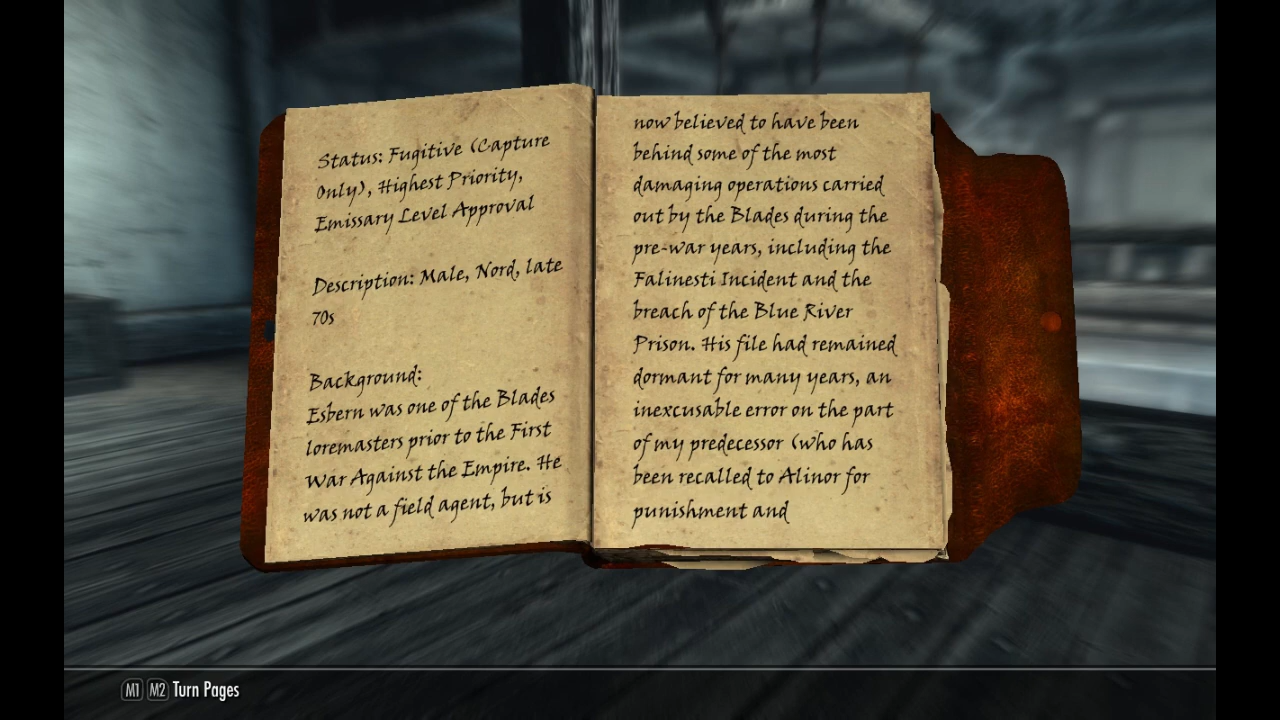 Status: Fugitive (Capture
Only), Highest Priority,
Emissary Level Approval
Description: Male, Nord, late
70s
Background:
Esbern was one of the Blades
loremasters prior to the First
War Against the Empire. He
was not a field agent, but is
now believed to have been
behind some of the most
damaging operations carried
out by the Blades during the
pre-war years, including the
Falinesti Incident and the
breach of the Blue River
Prison. His file had remained
dormant for many years, an
inexcusable error on the part
of my predecessor (who has
been recalled to Alinor for
punishment and
M1 M2 Turn Pages